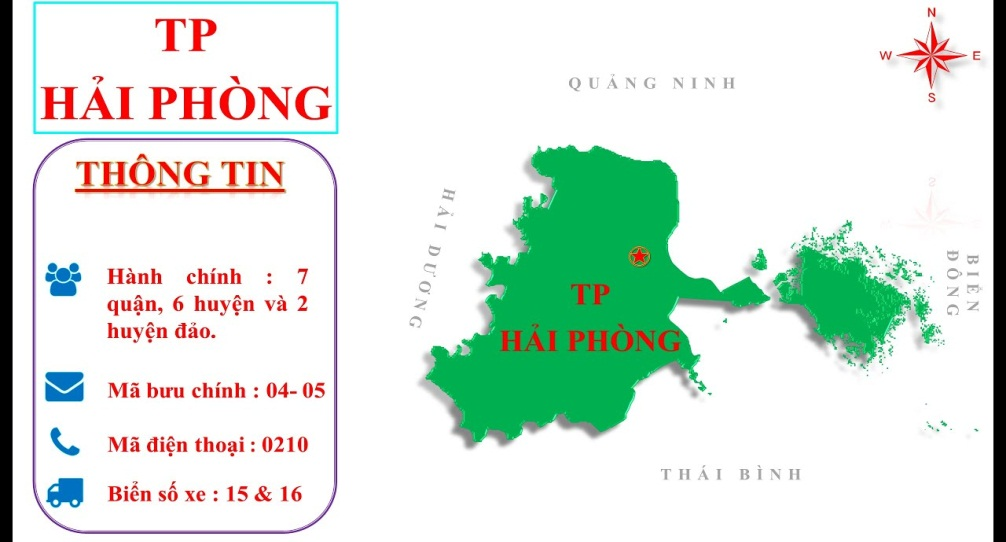 TP
HẢI PHÒNG
THÔNG TIN
Hành chính : 7
quận, 6 huyện và 2
huyện đảo.
Mã bưu chính : 04- 05
Mã điện thoại : 0210
Biển số xe : 15 & 16
N
W E
S
QUẢNG NINH
HẢI DƯƠNG
S
BIỂN
ĐÔNG
TP
HẢI PHÒNG
THÁI BÌNH